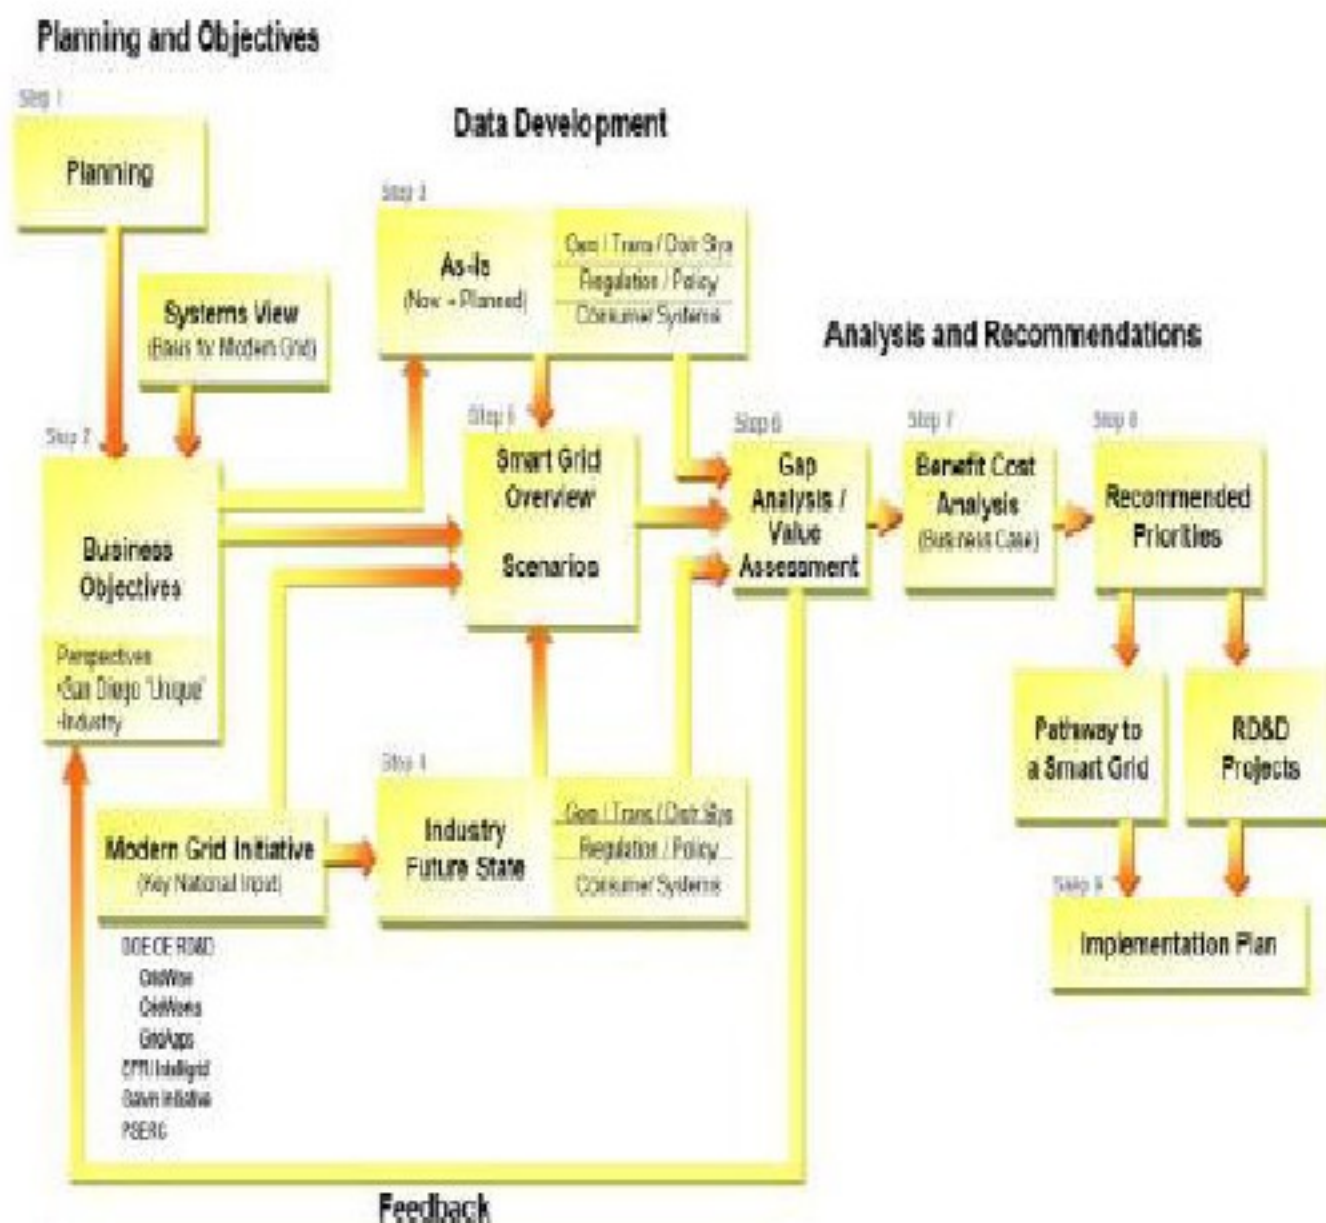 Planning and Objectives
Step 1
Planning
Data Development
Step 3
As-Is
(Now + Planned)
Gen / Trans / Distr Sys
Regulation / Policy
Consumer Systems
Systems View
(Basis for Modern Grid)
Analysis and Recommendations
Step 2
Business
Objectives
Perspectives
•San Diego "Unique"
•Industry
Step 5
Smart Grid
Overview
Scenarios
Step 6
Gap
Analysis /
Value
Assessment
Step 7
Benefit Cost
Analysis
(Business Case)
Step 8
Recommended
Priorities
Pathway to
a Smart Grid
RD&D
Projects
Step 4
Industry
Future State
Gen / Trans / Distr Sys
Regulation / Policy
Consumer Systems
Modern Grid Initiative
(Key National Input)
Step 9
Implementation Plan
DOE OE RD&D
GridWise
GridWorks
GridApps
EPRI Intelligrid
Galvin Initiative
PSERC
Feedback